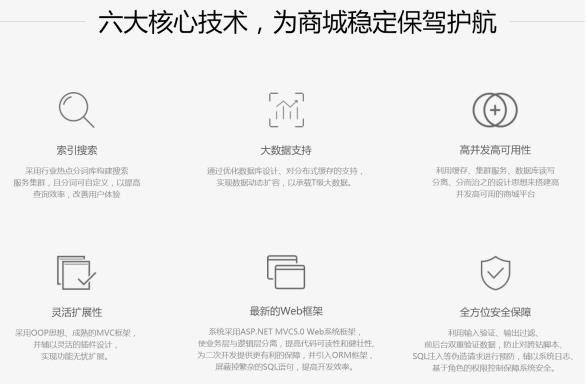 六大核心技术，为商城稳定保驾护航
索引搜索
采用行业热点分词库构建搜索
服务集群，且分词可自定义，以提高
查询效率，改善用户体验
大数据支持
通过优化数据库设计、对分布式缓存的支持，
实现数据动态扩容，以承载T级大数据。
高并发高可用性
利用缓存、集群服务、数据库读写
分离、分而治之的设计思想来搭建高
并发高可用的商城平台
灵活扩展性
采用OOP思想、成熟的MVC框架，
并辅以灵活的插件设计，
实现功能无忧扩展。
最新的Web框架
系统采用ASP.NET MVC5.0 Web系统框架，
使业务层与逻辑层分离，提高代码可读性和健壮性，
为二次开发提供更有利的保障，并引入ORM框架，
屏蔽掉繁杂的SQL语句，提高开发效率。
全方位安全保障
利用输入验证、输出过滤、
前后台双重验证数据，防止对跨站脚本、
SQL注入等伪造请求进行预防，辅以系统日志、
基于角色的权限控制保障系统安全。